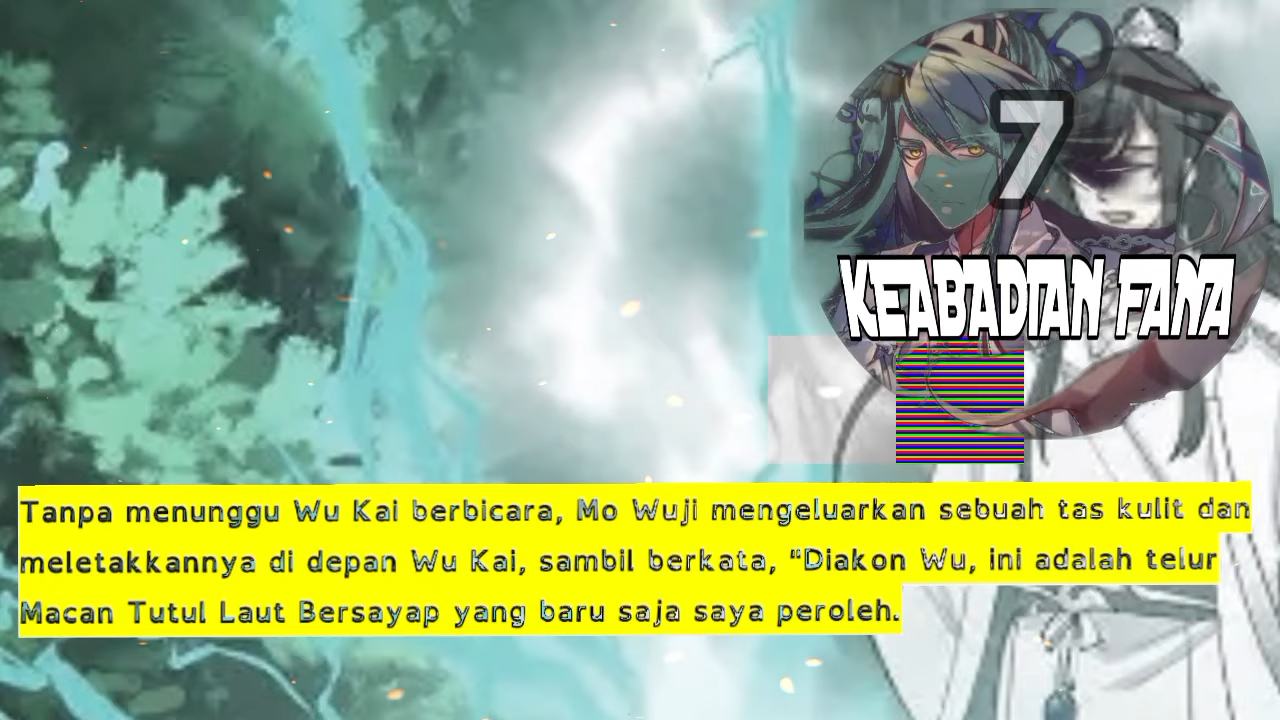 7
KEABADIAN FANA
Tanpa menunggu Wu Kai berbicara, Mo Wuji mengeluarkan sebuah tas kulit dan
meletakkannya di depan Wu Kai, sambil berkata, “Diakon Wu, ini adalah telur
Macan Tutul Laut Bersayap yang baru saja saya peroleh.